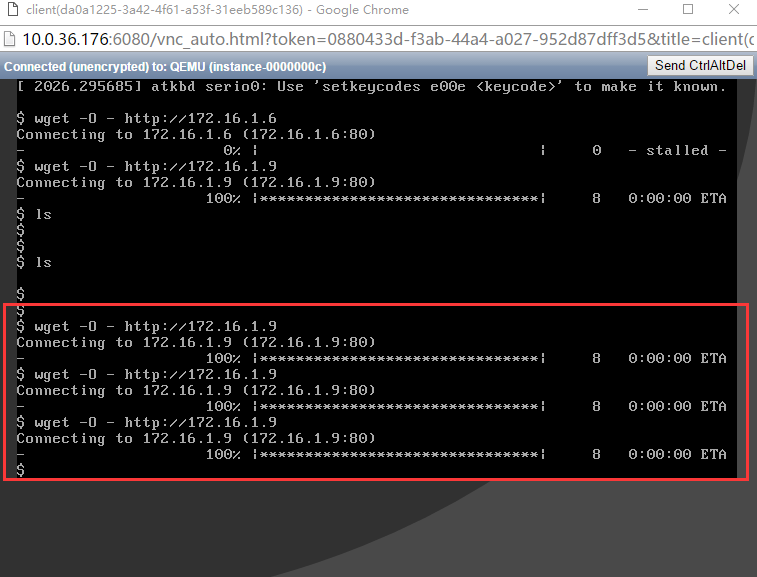 client(da0a1225-3a42-4f61-a53f-31eeb589c136) - Google Chrome
10.0.36.176:6080/vnc_auto.html?token=0880433d-f3ab-44a4-a027-952d87dff3d5&title=client(c
Connected (unencrypted) to: QEMU (instance-0000000c)
Send CtrlAltDel
[ 2026.295685] atkbd serio0: Use 'setkeycodes e00e <keycode>' to make it known.
$ wget -O - http://172.16.1.6
Connecting to 172.16.1.6 (172.16.1.6:80)
- 0% | | 0 - stalled -
$ wget -O - http://172.16.1.9
Connecting to 172.16.1.9 (172.16.1.9:80)
- 100% |*******************************| 8 0:00:00 ETA
$ ls
$
$
$ ls
$
$
$ wget -O - http://172.16.1.9
Connecting to 172.16.1.9 (172.16.1.9:80)
- 100% |*******************************| 8 0:00:00 ETA
$ wget -O - http://172.16.1.9
Connecting to 172.16.1.9 (172.16.1.9:80)
- 100% |*******************************| 8 0:00:00 ETA
$ wget -O - http://172.16.1.9
Connecting to 172.16.1.9 (172.16.1.9:80)
- 100% |*******************************| 8 0:00:00 ETA
$